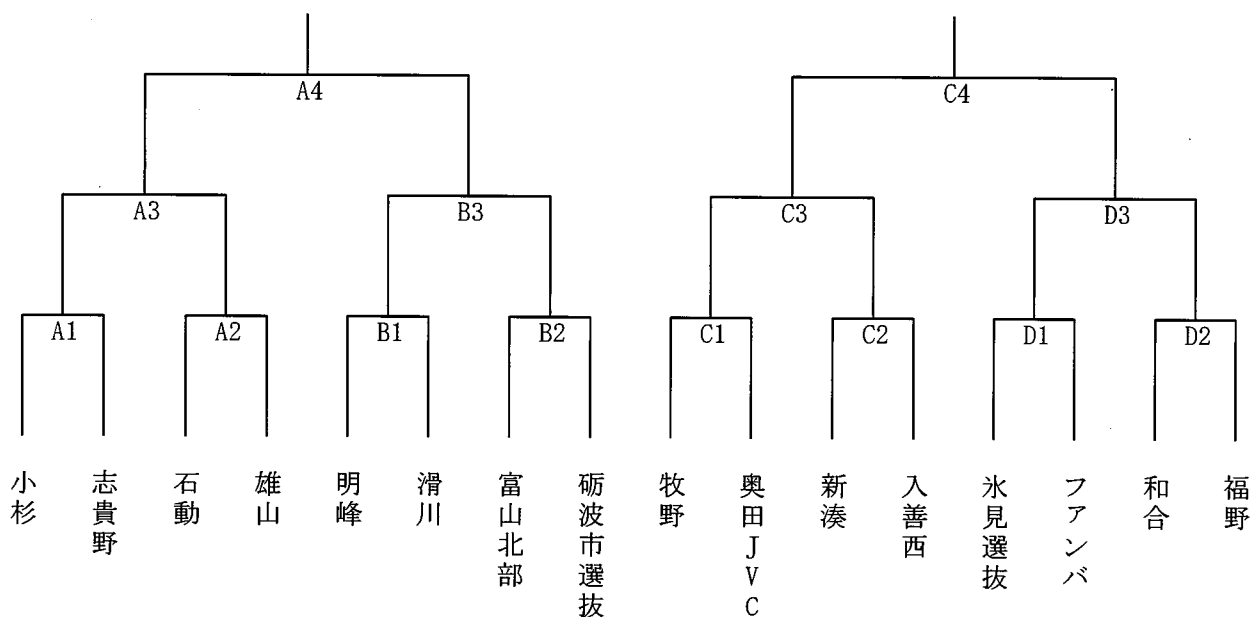 A4
C4
A3
B3
C3
D3
A1
A2
B1
B2
C1
C2
D1
D2
小杉
志貴野
石動
雄山
明峰
滑川
富山北部
砺波市選抜
牧野
奥田JVC
新湊
入善西
氷見選抜
ファンバ
和合
福野